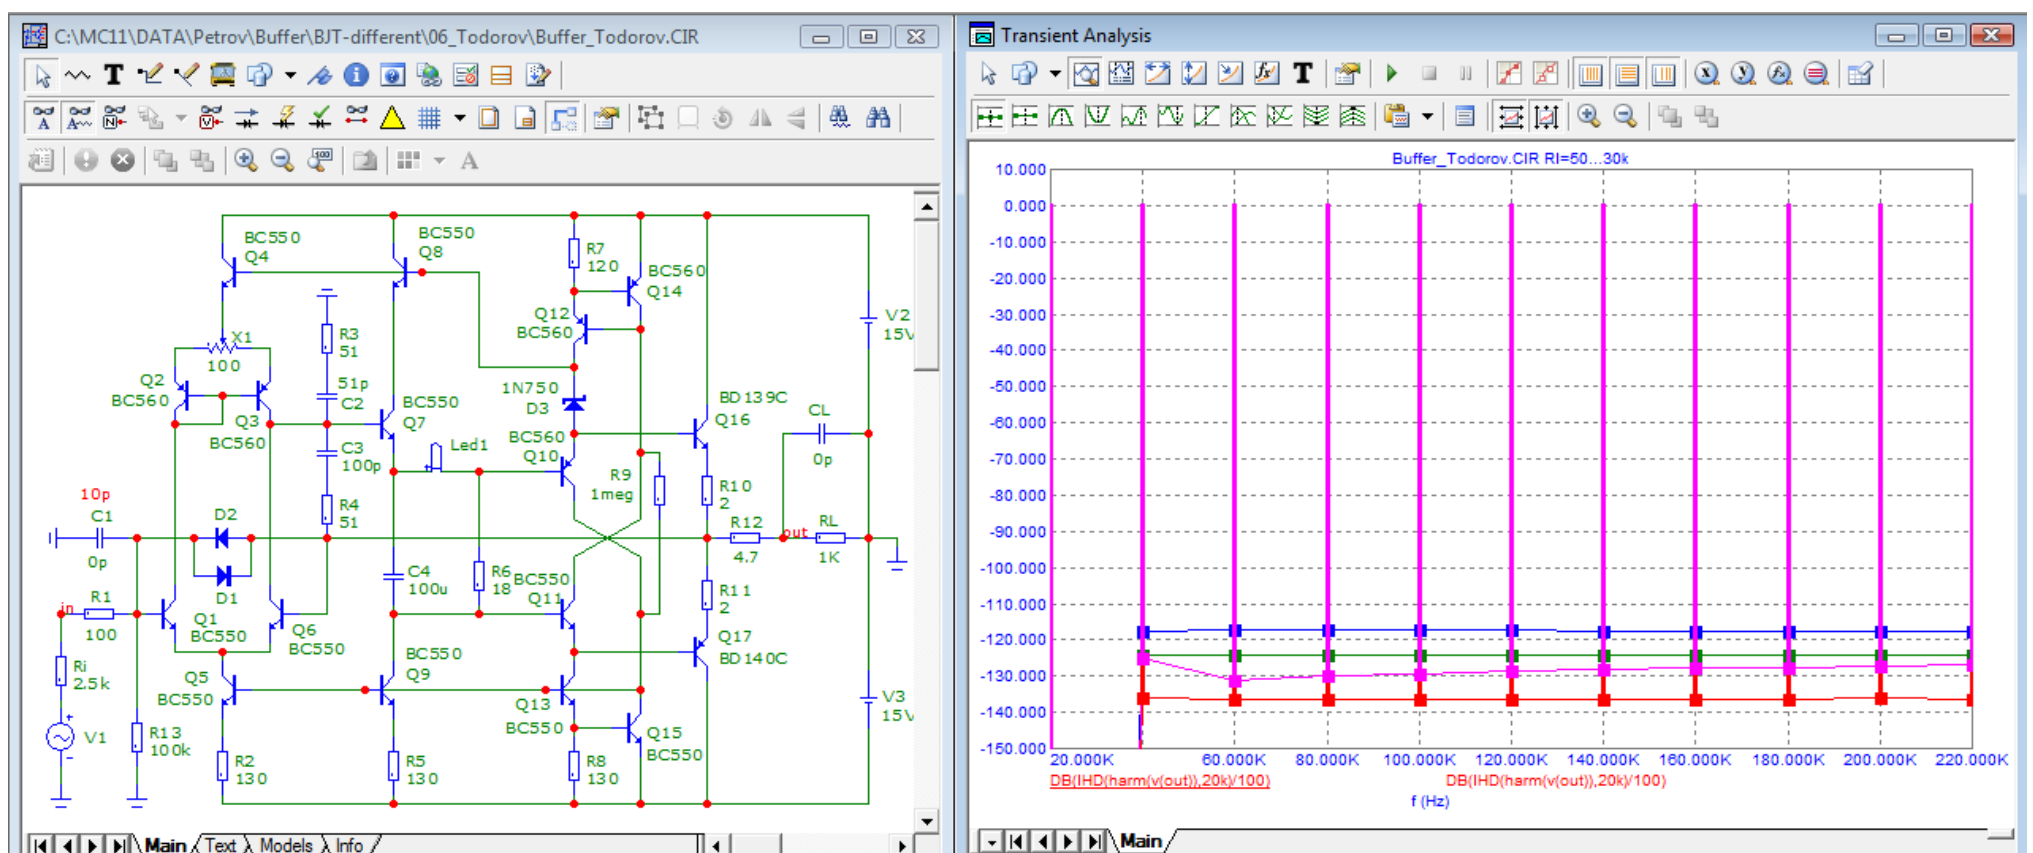 C:\MC11\DATA\Petrov\Buffer\BJT-different\06_Todorov\Buffer_Todorov.CIR
Transient Analysis
BC550
Q4
BC550
Q8
R7
120
BC560
Q14
Q12
BC560
V2
15V
R3
51
X1
100
Q2
BC560
51p
C2
1N750
D3
BD139C
Q16
CL
0p
BC550
Q7
Q3
BC560
BC560
Q10
Led1
C3
100p
R9
1meg
R10
2
10p
C1
0p
D2
R4
51
R12
4.7
out
RL
1K
D1
C4
100u
R6
18
BC550
Q11
R11
2
in
R1
100
Q1
BC550
Q6
BC550
Q17
BD140C
Ri
2.5k
Q5
BC550
BC550
Q9
Q13
BC550
Q15
BC550
V3
15V
V1
R13
100k
R2
130
R5
130
R8
130
Main
Text
Models
Info
Buffer_Todorov.CIR RI=50...30k
10.000
0.000
-10.000
-20.000
-30.000
-40.000
-50.000
-60.000
-70.000
-80.000
-90.000
-100.000
-110.000
-120.000
-130.000
-140.000
-150.000
20.000K 60.000K 80.000K 100.000K 120.000K 140.000K 160.000K 180.000K 200.000K 220.000K
DB(IHD(harm(v(out)),20k)/100) DB(IHD(harm(v(out)),20k)/100)
f (Hz)
Main